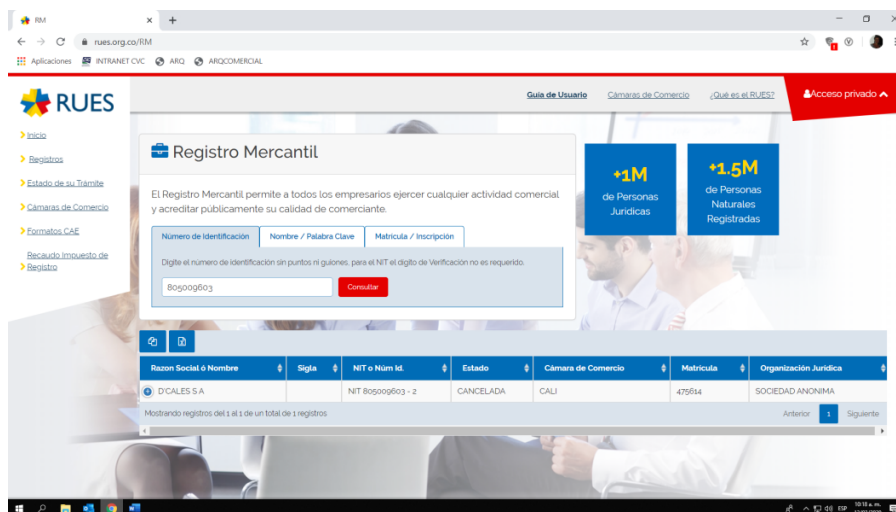 RM
rues.org.co/RM
Aplicaciones INTRANET CVC ARQ ARQCOMERCIAL
RUES
Guía de Usuario Cámaras de Comercio ¿Qué es el RUES? Acceso privado
Inicio
Registros
Estado de su Trámite
Cámaras de Comercio
Formatos CAE
Recaudo Impuesto de
Registro
Registro Mercantil
El Registro Mercantil permite a todos los empresarios ejercer cualquier actividad comercial
y acreditar públicamente su calidad de comerciante.
Número de Identificación Nombre / Palabra Clave Matrícula / Inscripción
Digite el número de identificación sin puntos ni guiones, para el NIT el dígito de Verificación no es requerido.
805009603 Consultar
+1M
de Personas
Jurídicas
+1.5M
de Personas
Naturales
Registradas
Razon Social ó Nombre Sigla NIT o Núm Id. Estado Cámara de Comercio Matricula Organización Jurídica
D'CALES S A NIT 805009603 - 2 CANCELADA CALI 475614 SOCIEDAD ANONIMA
Mostrando registros del 1 al 1 de un total de 1 registros
Anterior 1 Siguiente
ESP 10:18 a. m.